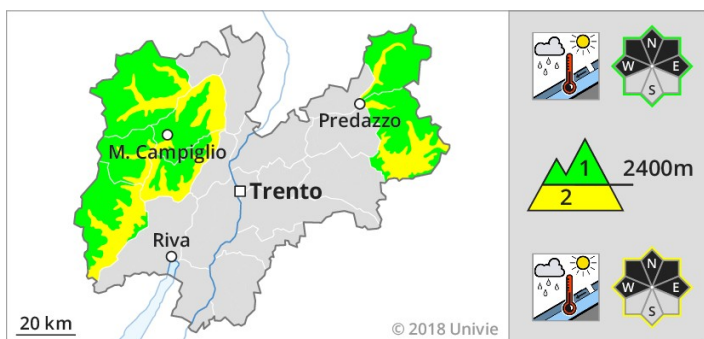 N
W E
S
Predazzo
M. Campiglio
1 2400m
2
Trento
Riva
N
W E
S
20 km
© 2018 Univie